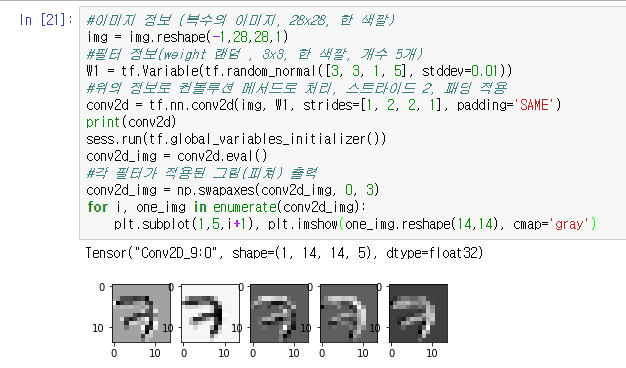 In [21]: #이미지 정보 (복수의 이미지, 28x28, 한 색깔)
img = img.reshape(-1,28,28,1)
#필터 정보(weight 랜덤 , 3x3, 한 색깔, 개수 5개)
W1 = tf.Variable(tf.random_normal([3, 3, 1, 5], stddev=0.01))
#위의 정보로 컨볼루션 메서드로 처리, 스트라이드 2, 패딩 적용
conv2d = tf.nn.conv2d(img, W1, strides=[1, 2, 2, 1], padding='SAME')
print(conv2d)
sess.run(tf.global_variables_initializer())
conv2d_img = conv2d.eval()
#각 필터가 적용된 그림(피쳐) 출력
conv2d_img = np.swapaxes(conv2d_img, 0, 3)
for i, one_img in enumerate(conv2d_img):
    plt.subplot(1,5,i+1), plt.imshow(one_img.reshape(14,14), cmap='gray')
Tensor("Conv2D_9:0", shape=(1, 14, 14, 5), dtype=float32)
0 0 0 0 0
10 10 10 10 10
0 10 0 10 0 10 0 10 0 10